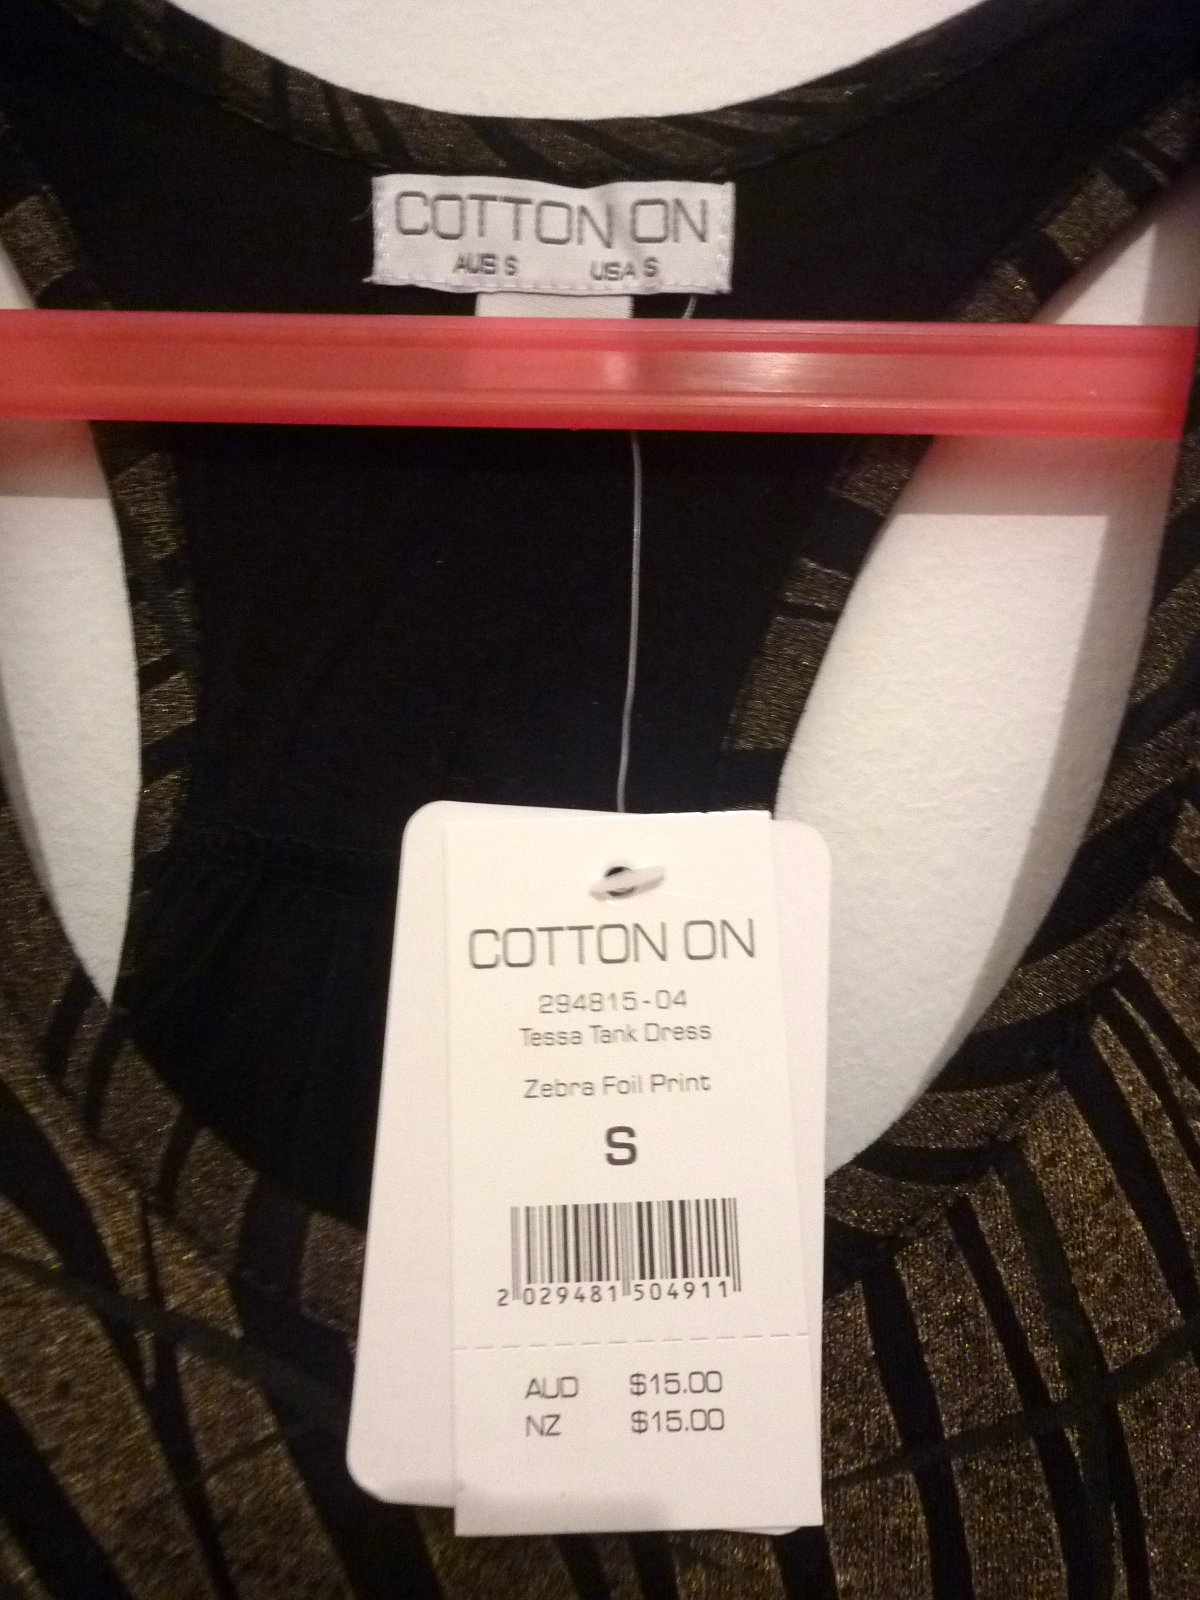 COTTON ON
AUS S USA S
COTTON ON
294815-04
Tessa Tank Dress
Zebra Foil Print
S
2 029481 504911
AUD $15.00
NZ $15.00